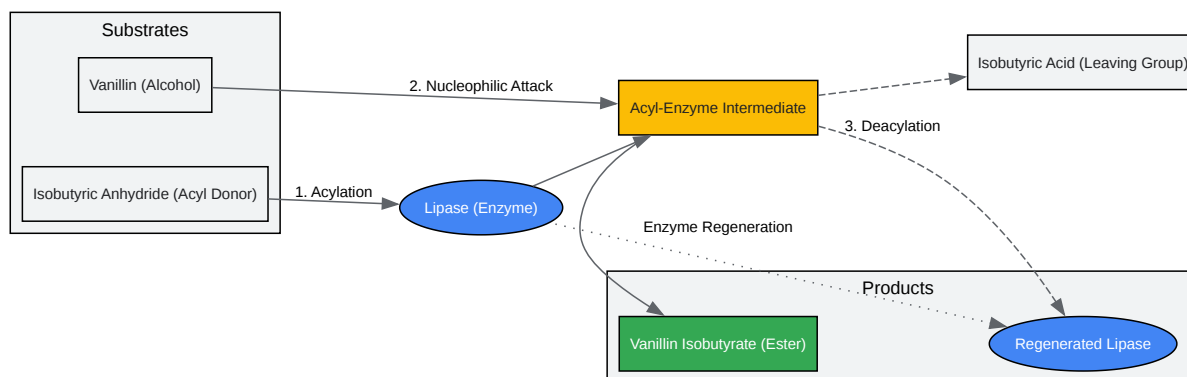 Substrates
Vanillin (Alcohol)
Isobutyric Anhydride (Acyl Donor)
1. Acylation
2. Nucleophilic Attack
Lipase (Enzyme)
Acyl-Enzyme Intermediate
Isobutyric Acid (Leaving Group)
3. Deacylation
Enzyme Regeneration
Products
Vanillin Isobutyrate (Ester)
Regenerated Lipase